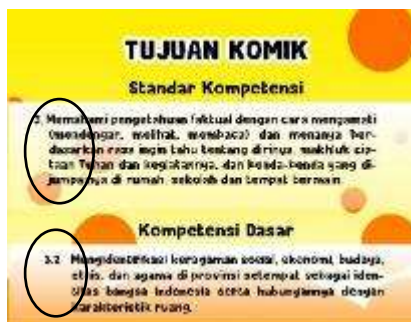 TUJUAN KOMIK
Standar Kompetensi
3. Memahami pengetahuan faktual dengan cara mengamati
(mendengar, melihat, membaca) dan menanya ber-
dasarkan rasa ingin tahu tentang dirinya, makhluk cip-
taan Tuhan dan kegiatannya, dan benda-benda yang di-
jumpainya di rumah, sekolah dan tempat bermain.
Kompetensi Dasar
3.2 Mengidentifikasi keragaman sosial, ekonomi, budaya,
etnis, dan agama di provinsi setempat sebagai iden-
titas bangsa Indonesia serta hubungannya dengan
karakteristik ruang.